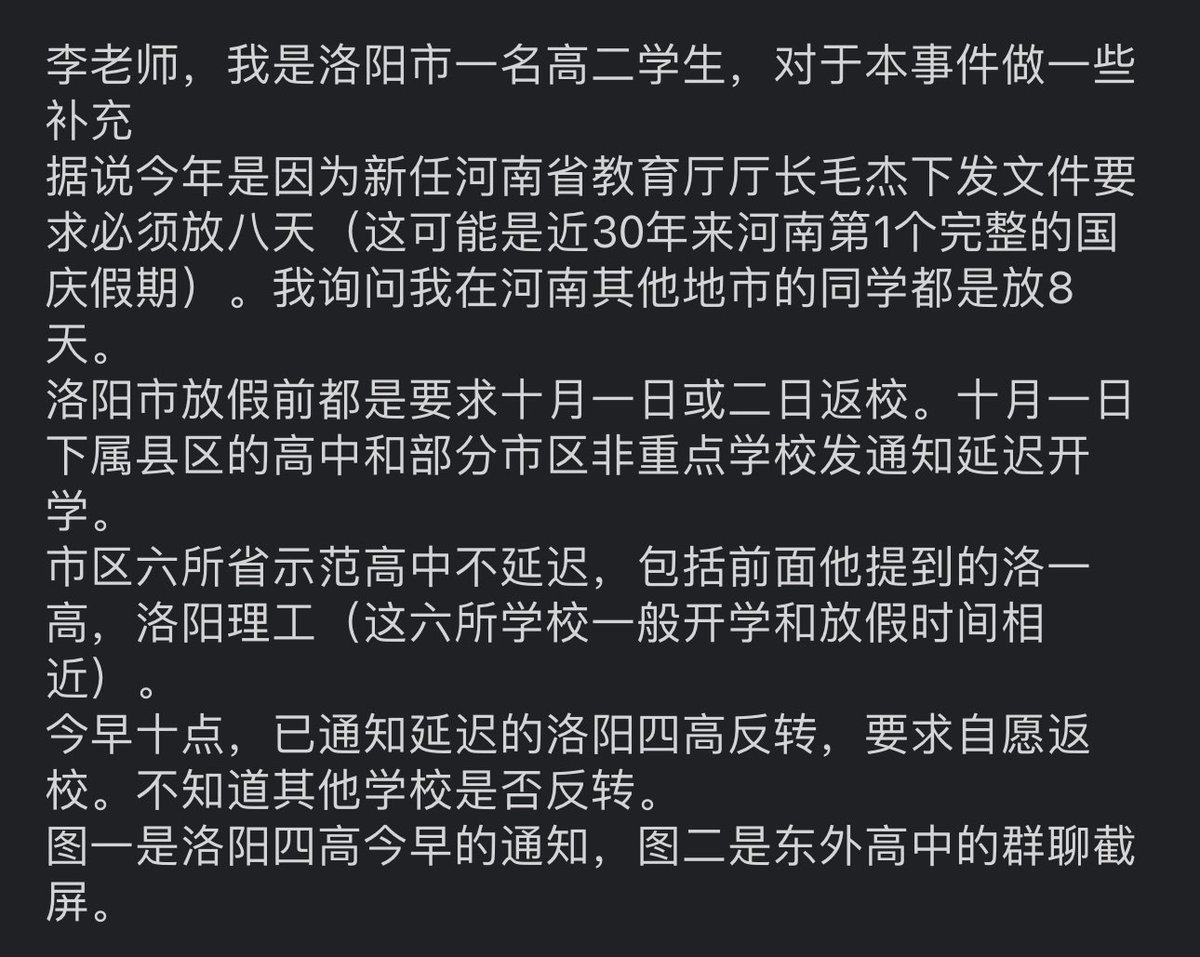 李老师，我是洛阳市一名高二学生，对于本事件做一些
补充
据说今年是因为新任河南省教育厅厅长毛杰下发文件要
求必须放八天（这可能是近30年来河南第1个完整的国
庆假期）。我询问我在河南其他地市的同学都是放8
天。
洛阳市放假前都是要求十月一日或二日返校。十月一日
下属县区的高中和部分市区非重点学校发通知延迟开
学。
市区六所省示范高中不延迟，包括前面他提到的洛一
高，洛阳理工（这六所学校一般开学和放假时间相
近）。
今早十点，已通知延迟的洛阳四高反转，要求自愿返
校。不知道其他学校是否反转。
图一是洛阳四高今早的通知，图二是东外高中的群聊截
屏。